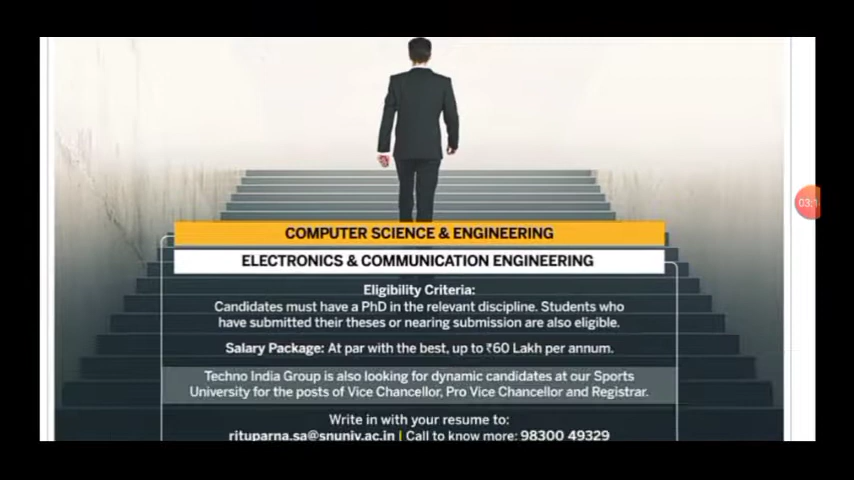 COMPUTER SCIENCE & ENGINEERING
ELECTRONICS & COMMUNICATION ENGINEERING
Eligibility Criteria:
Candidates must have a PhD in the relevant discipline. Students who
have submitted their theses or nearing submission are also eligible.
Salary Package: At par with the best, up to ₹60 Lakh per annum.
Techno India Group is also looking for dynamic candidates at our Sports
University for the posts of Vice Chancellor, Pro Vice Chancellor and Registrar.
Write in with your resume to:
rituparna.sa@snuniv.ac.in | Call to know more: 98300 49329